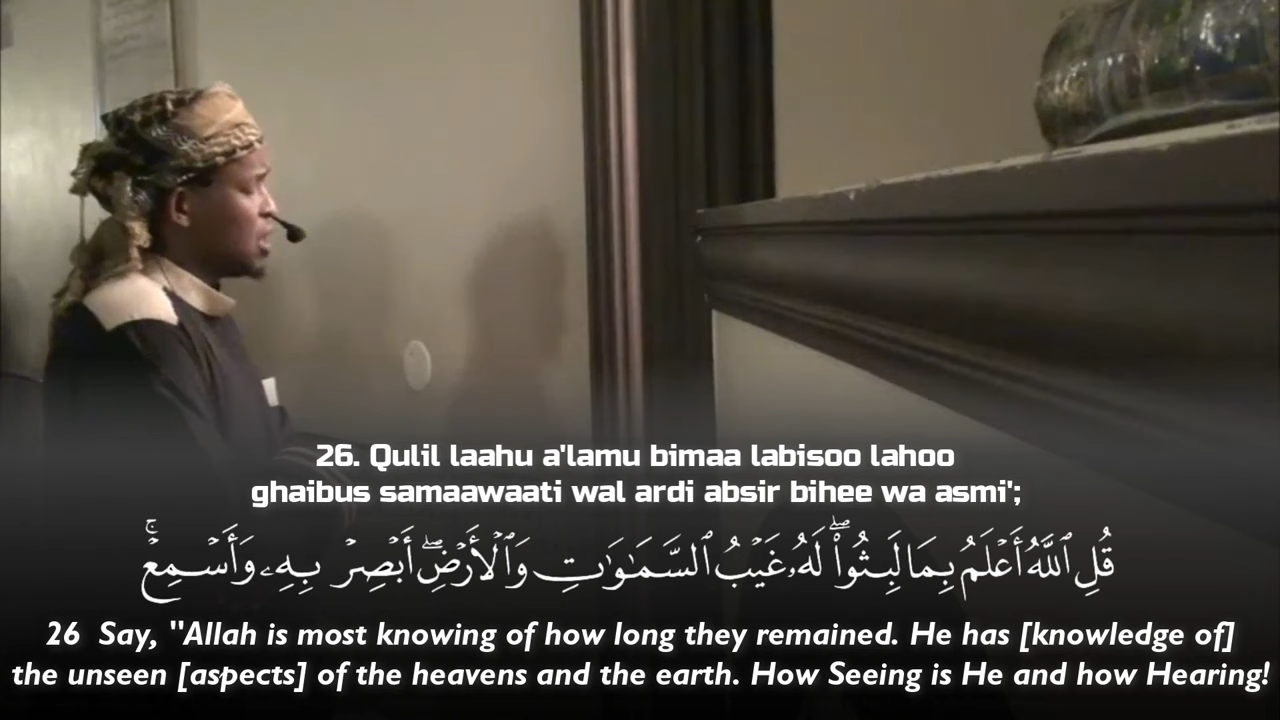 26. Qulil laahu a'lamu bimaa labisoo lahoo
ghaibus samaawaati wal ardi absir bihee wa asmi';
قُلِ ٱللَّهُ أَعْلَمُ بِمَا لَبِثُوا۟ ۖ لَهُۥ غَيْبُ ٱلسَّمَـٰوَٰتِ وَٱلْأَرْضِ ۖ أَبْصِرْ بِهِۦ وَأَسْمِعْ ۚ
26 Say, "Allah is most knowing of how long they remained. He has [knowledge of]
the unseen [aspects] of the heavens and the earth. How Seeing is He and how Hearing!